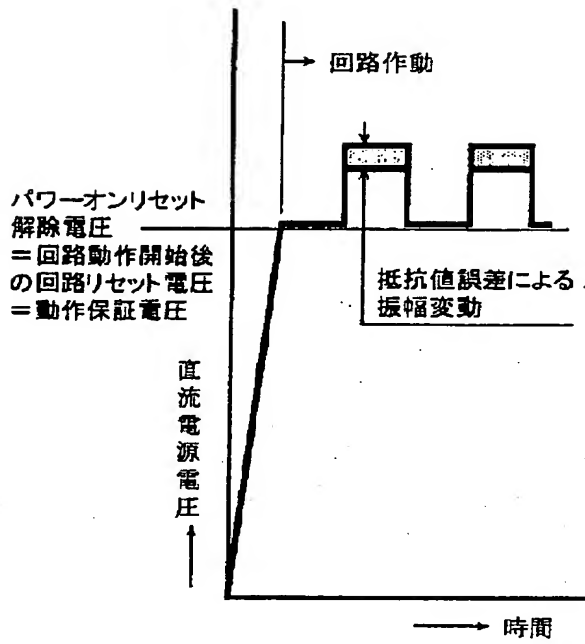 回路作動
パワーオンリセット
解除電圧
＝回路動作開始後
の回路リセット電圧
＝動作保証電圧
抵抗値誤差による
振幅変動
直流電源電圧
時間